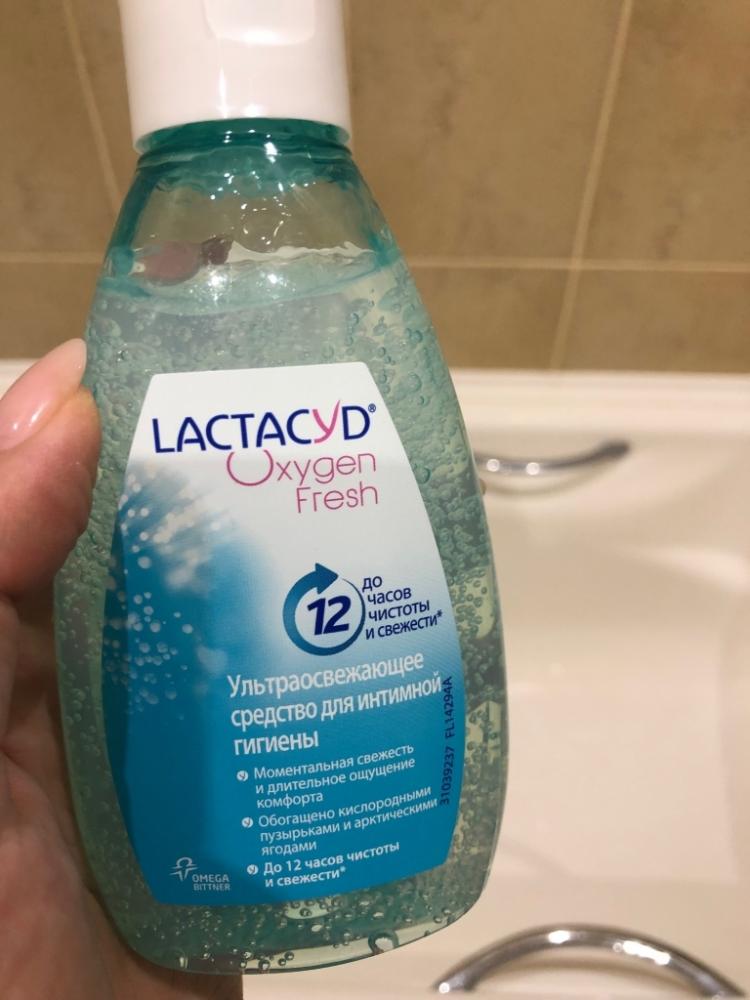 LACTACYD®
Oxygen
Fresh
12
до
часов
чистоты
и свежести*
Ультраосвежающее
средство для интимной
гигиены
Моментальная свежесть
и длительное ощущение
комфорта
Обогащено кислородными
пузырьками и арктическими
ягодами
До 12 часов чистоты
и свежести*
OMEGA
BITTNER
31039237 FL14294A